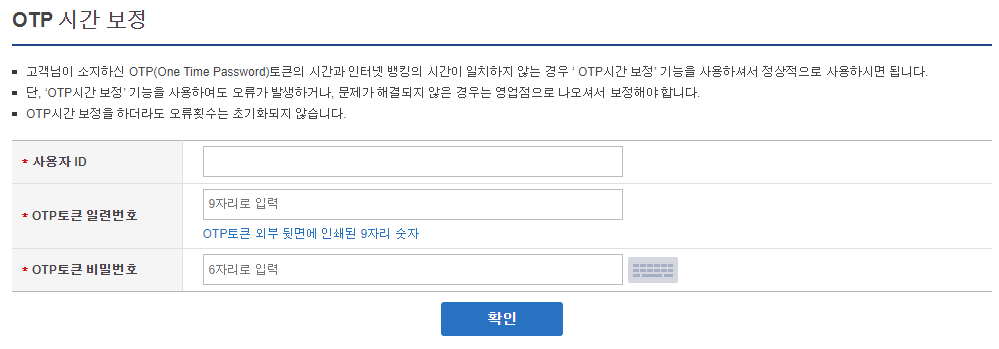 OTP 시간 보정
고객님이 소지하신 OTP(One Time Password)토큰의 시간과 인터넷 뱅킹의 시간이 일치하지 않는 경우 ‘ OTP시간 보정’ 기능을 사용하셔서 정상적으로 사용하시면 됩니다.
단, ‘OTP시간 보정’ 기능을 사용하여도 오류가 발생하거나, 문제가 해결되지 않은 경우는 영업점으로 나오셔서 보정해야 합니다.
OTP시간 보정을 하더라도 오류횟수는 초기화되지 않습니다.
* 사용자 ID
* OTP토큰 일련번호
9자리로 입력
OTP토큰 외부 뒷면에 인쇄된 9자리 숫자
* OTP토큰 비밀번호
6자리로 입력
확인